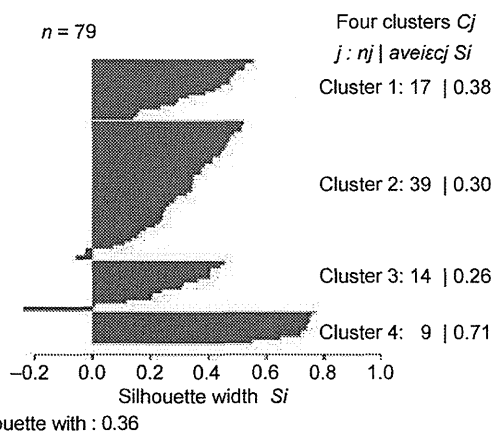 n = 79
Four clusters Cj
j : nj | aveiεcj Si
Cluster 1: 17 | 0.38
Cluster 2: 39 | 0.30
Cluster 3: 14 | 0.26
Cluster 4: 9 | 0.71
–0.2 0.0 0.2 0.4 0.6 0.8 1.0
Silhouette width Si
ouette with : 0.36